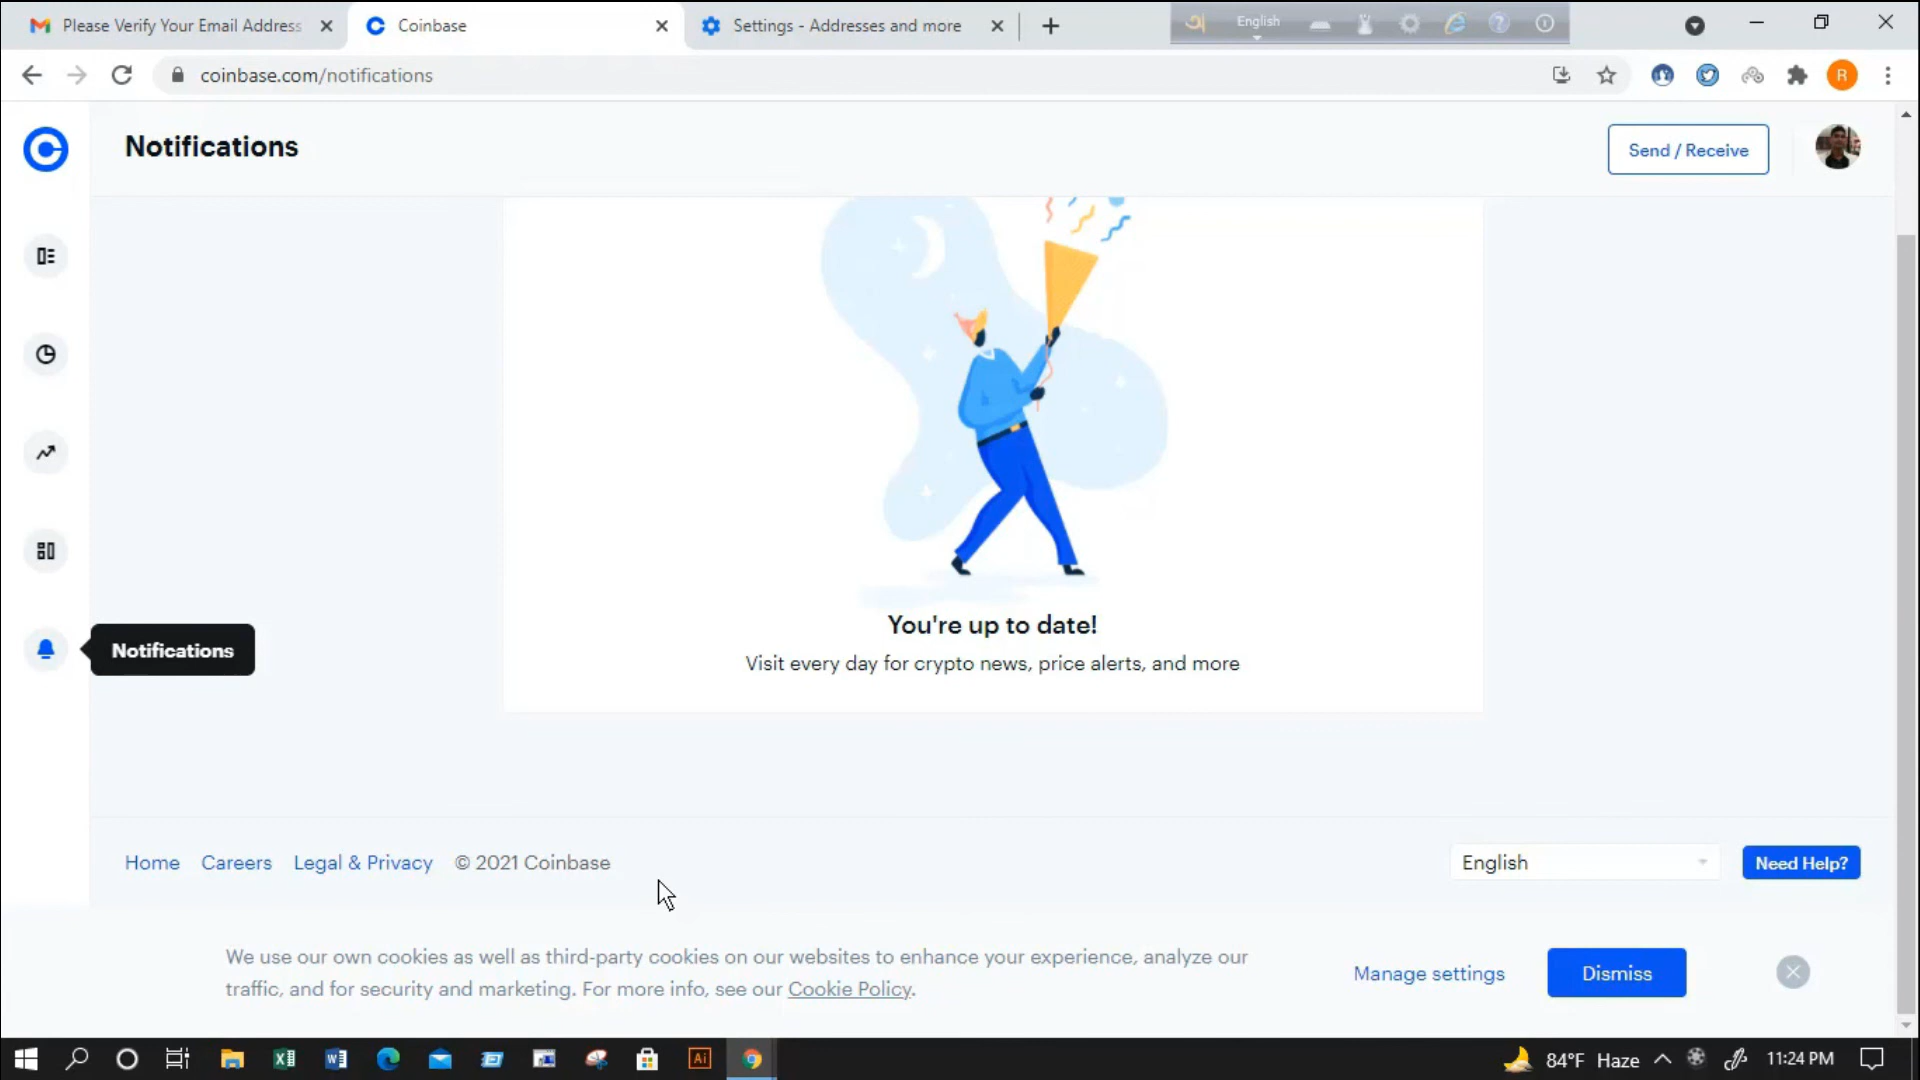 Please Verify Your Email Address
Coinbase
Settings - Addresses and more
English
coinbase.com/notifications
R
Notifications
Send / Receive
Notifications
You're up to date!
Visit every day for crypto news, price alerts, and more
Home
Careers
Legal & Privacy
© 2021 Coinbase
English
Need Help?
We use our own cookies as well as third-party cookies on our websites to enhance your experience, analyze our
traffic, and for security and marketing. For more info, see our Cookie Policy.
Manage settings
Dismiss
Ai
84°F Haze
11:24 PM